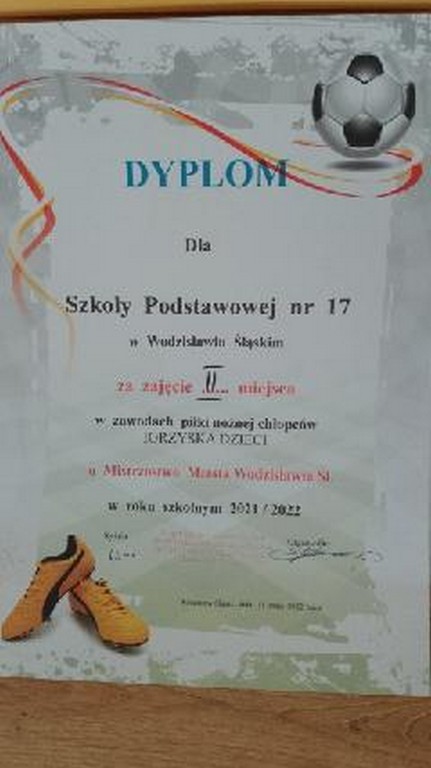 DYPLOM
Dla
Szkoły Podstawowej nr 17
w Wodzisławiu Śląskim
za zajęcie II miejsca
w zawodach piłki nożnej chłopców
IGRZYSKA DZIECI
o Mistrzostwo Miasta Wodzisławia Śl
w roku szkolnym 2021/2022